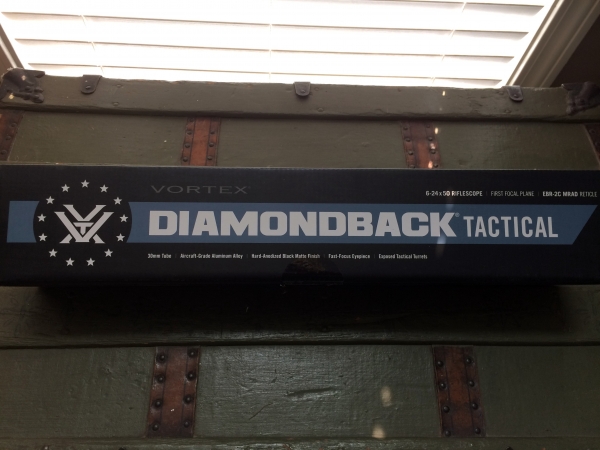 VORTEX®
6-24x50 RIFLESCOPE | FIRST FOCAL PLANE | EBR-2C MRAD RETICLE
DIAMONDBACK® TACTICAL
30mm Tube | Aircraft-Grade Aluminum Alloy | Hard-Anodized Black Matte Finish | Fast-Focus Eyepiece | Exposed Tactical Turrets